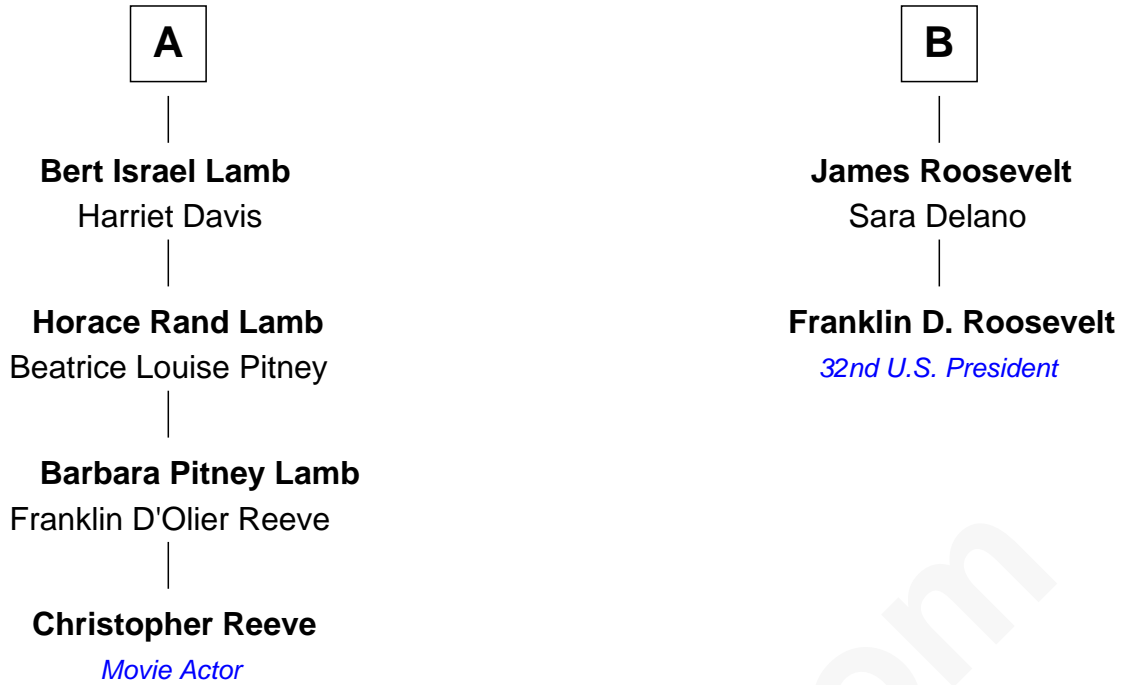 A
Bert Israel Lamb
Harriet Davis
Horace Rand Lamb
Beatrice Louise Pitney
Barbara Pitney Lamb
Franklin D'Olier Reeve
Christopher Reeve
Movie Actor
B
James Roosevelt
Sara Delano
Franklin D. Roosevelt
32nd U.S. President
om